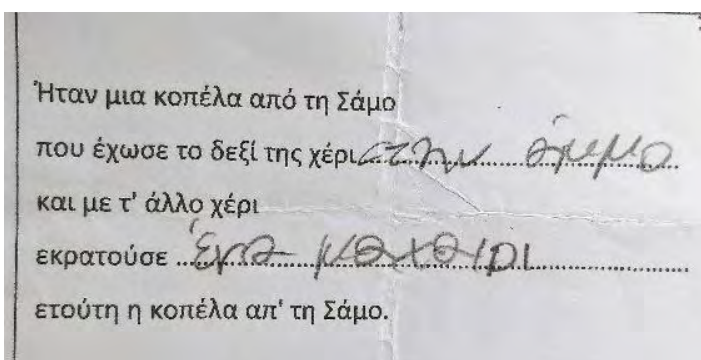 Ήταν μια κοπέλα από τη Σάμο
που έχωσε το δεξί της χέρι στην άμμο
και με τ' άλλο χέρι
εκρατούσε ένα μαχαιρι
ετούτη η κοπέλα απ' τη Σάμο.